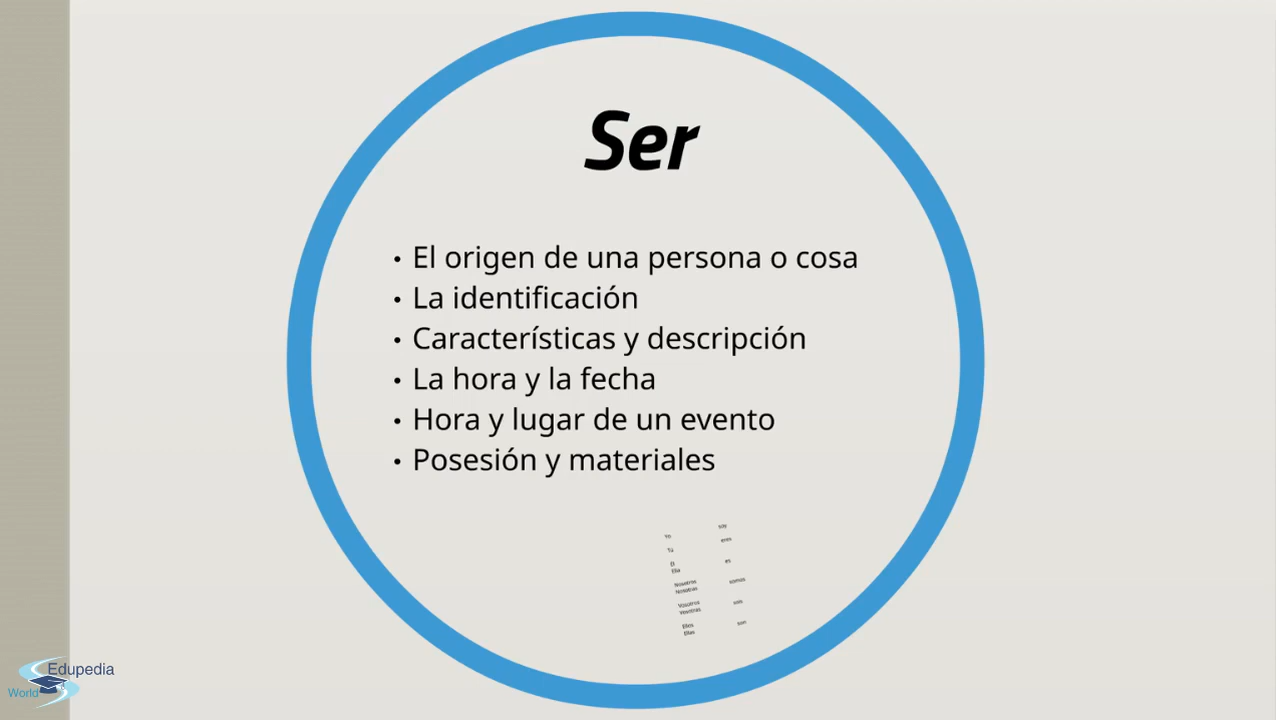 Ser
• El origen de una persona o cosa
• La identificación
• Características y descripción
• La hora y la fecha
• Hora y lugar de un evento
• Posesión y materiales
Yo soy
Tú eres
Él
Ella es
Nosotros
Nosotras somos
Vosotros
Vosotras sois
Ellos
Ellas son
Edupedia
World